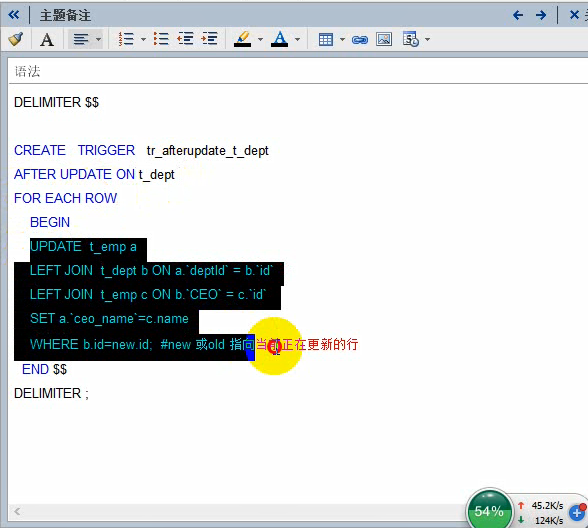 主题备注
语法
DELIMITER $$
CREATE TRIGGER tr_afterupdate_t_dept
AFTER UPDATE ON t_dept
FOR EACH ROW
BEGIN
UPDATE t_emp a
LEFT JOIN t_dept b ON a.`deptId` = b.`id`
LEFT JOIN t_emp c ON b.`CEO` = c.`id`
SET a.`ceo_name`=c.name
WHERE b.id=new.id; #new 或old 指向当前正在更新的行
END $$
DELIMITER ;
54%
45.2K/s
124K/s